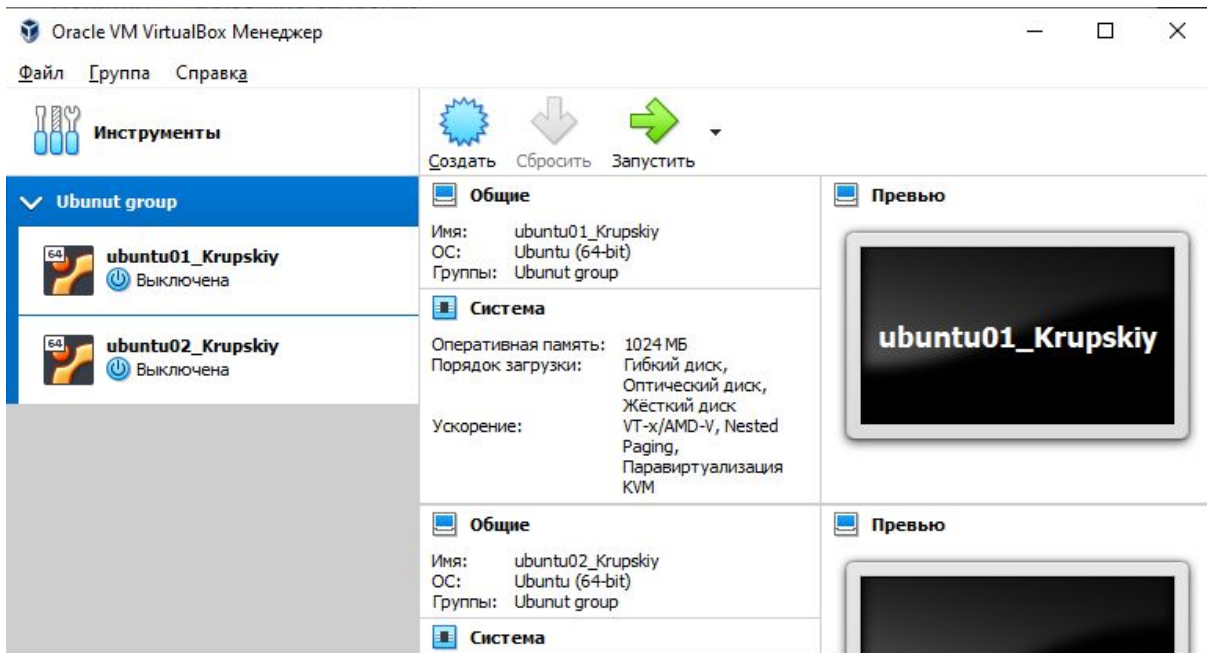 Oracle VM VirtualBox Менеджер
Файл Группа Справка
Инструменты
Создать Сбросить Запустить
Ubunut group
64
ubuntu01_Krupskiy
Выключена
64
ubuntu02_Krupskiy
Выключена
Общие
Имя: ubuntu01_Krupskiy
ОС: Ubuntu (64-bit)
Группы: Ubunut group
Система
Оперативная память: 1024 МБ
Порядок загрузки: Гибкий диск,
Оптический диск,
Жёсткий диск
Ускорение: VT-x/AMD-V, Nested
Paging,
Паравиртуализация
KVM
Превью
ubuntu01_Krupskiy
Общие
Имя: ubuntu02_Krupskiy
ОС: Ubuntu (64-bit)
Группы: Ubunut group
Система
Превью